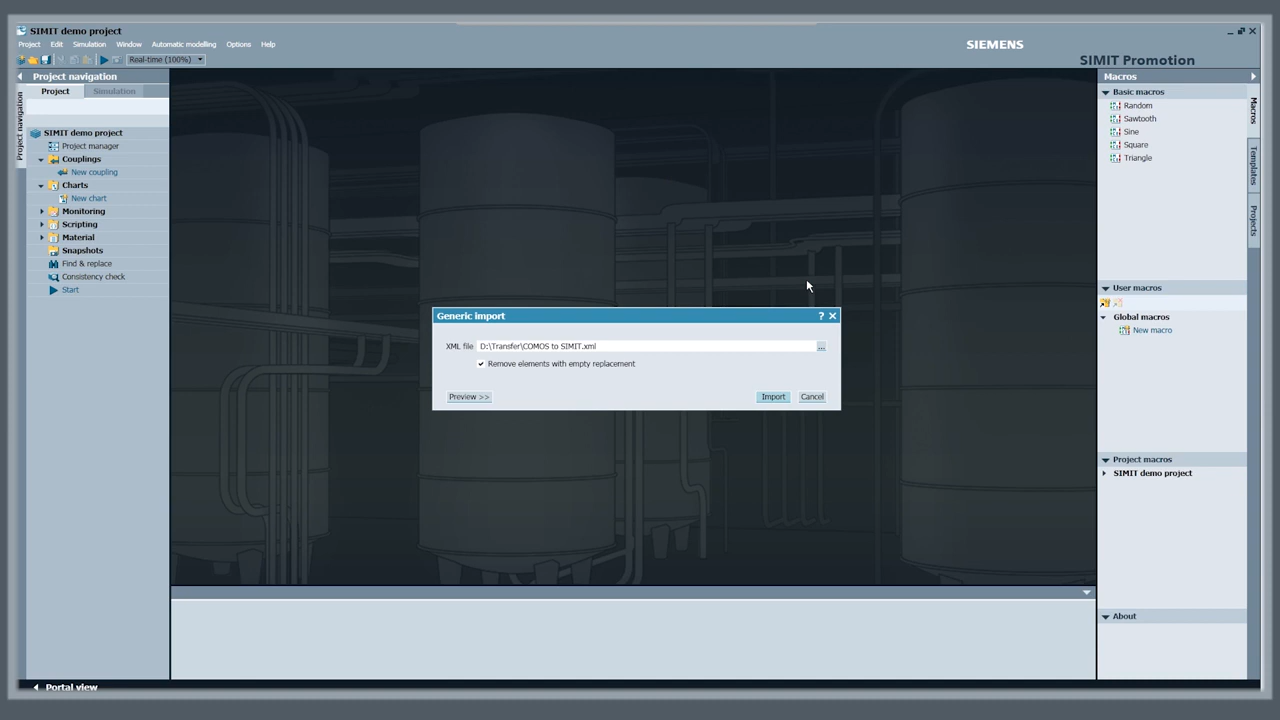 SIMIT demo project
Project Edit Simulation Window Automatic modelling Options Help
SIEMENS
Real-time (100%)
SIMIT Promotion
Project navigation
Project Simulation
Project navigation
SIMIT demo project
Project manager
Couplings
New coupling
Charts
New chart
Monitoring
Scripting
Material
Snapshots
Find & replace
Consistency check
Start
Generic import
? 
XML file D:\Transfer\COMOS to SIMIT.xml
...
Remove elements with empty replacement
Preview >> Import Cancel
Macros
Basic macros
Random
Sawtooth
Sine
Square
Triangle
User macros
Global macros
New macro
Project macros
SIMIT demo project
About
Macros
Templates
Projects
Portal view